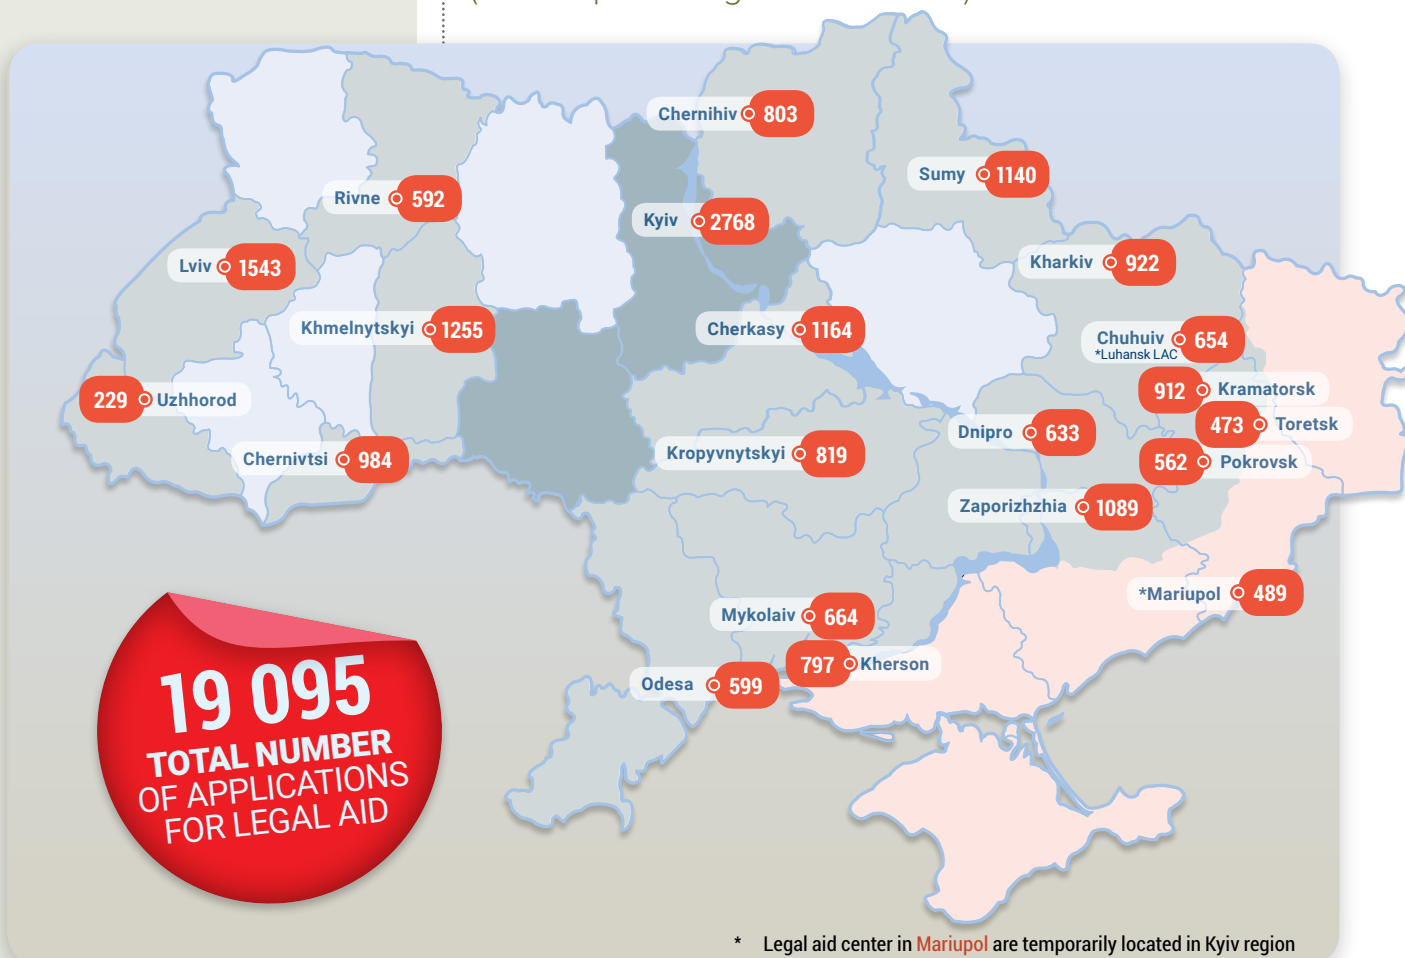 Chernihiv 803
Sumy 1140
Rivne 592
Kyiv 2768
Lviv 1543
Kharkiv 922
Khmelnytskyi 1255
Cherkasy 1164
Chuhuiv 654
*Luhansk LAC
912 Kramatorsk
229 Uzhhorod
473 Toretsk
Dnipro 633
Kropyvnytskyi 819
Chernivtsi 984
562 Pokrovsk
Zaporizhzhia 1089
*Mariupol 489
Mykolaiv 664
797 Kherson
Odesa 599
19 095
TOTAL NUMBER
OF APPLICATIONS
FOR LEGAL AID
* Legal aid center in Mariupol are temporarily located in Kyiv region